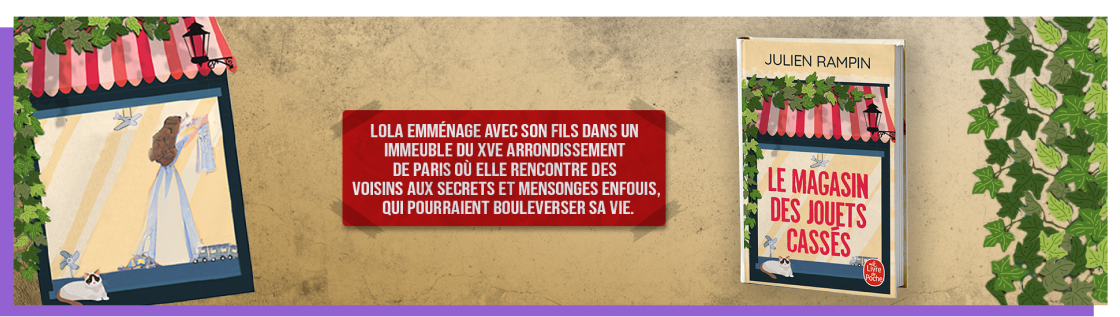 LOLA EMMÉNAGE AVEC SON FILS DANS UN
IMMEUBLE DU XVE ARRONDISSEMENT
DE PARIS OÙ ELLE RENCONTRE DES
VOISINS AUX SECRETS ET MENSONGES ENFOUIS,
QUI POURRAIENT BOULEVERSER SA VIE.
JULIEN RAMPIN
LE MAGASIN
DES JOUETS
CASSÉS
Le Livre
de
Poche